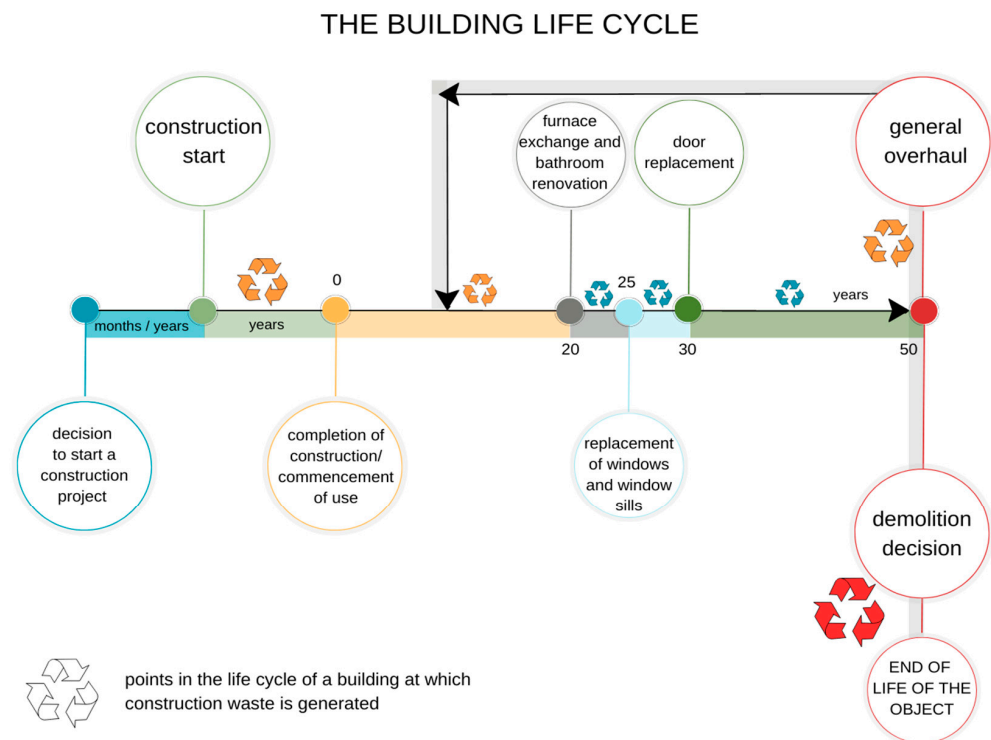 THE BUILDING LIFE CYCLE
construction
start
furnace
exchange and
bathroom
renovation
door
replacement
general
overhaul
0
25
years
months / years
years
20
30
50
decision
to start a
construction
project
completion of
construction/
commencement
of use
replacement
of windows
and window
sills
demolition
decision
END OF
LIFE OF THE
OBJECT
points in the life cycle of a building at which
construction waste is generated